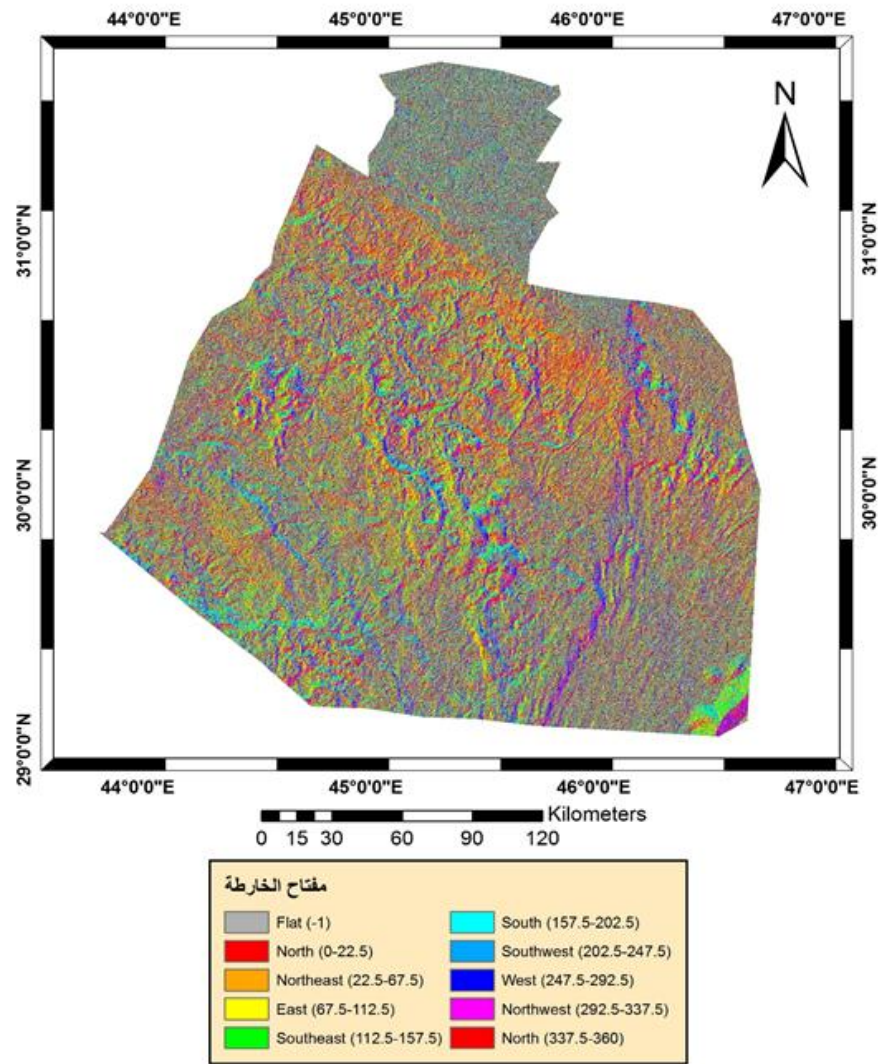 44°0'0"E 45°0'0"E 46°0'0"E 47°0'0"E
N
31°0'0"N 31°0'0"N
30°0'0"N 30°0'0"N
29°0'0"N 29°0'0"N
44°0'0"E 45°0'0"E 46°0'0"E 47°0'0"E
Kilometers
0 15 30 60 90 120
مفتاح الخارطة
Flat (-1)
North (0-22.5)
Northeast (22.5-67.5)
East (67.5-112.5)
Southeast (112.5-157.5)
South (157.5-202.5)
Southwest (202.5-247.5)
West (247.5-292.5)
Northwest (292.5-337.5)
North (337.5-360)